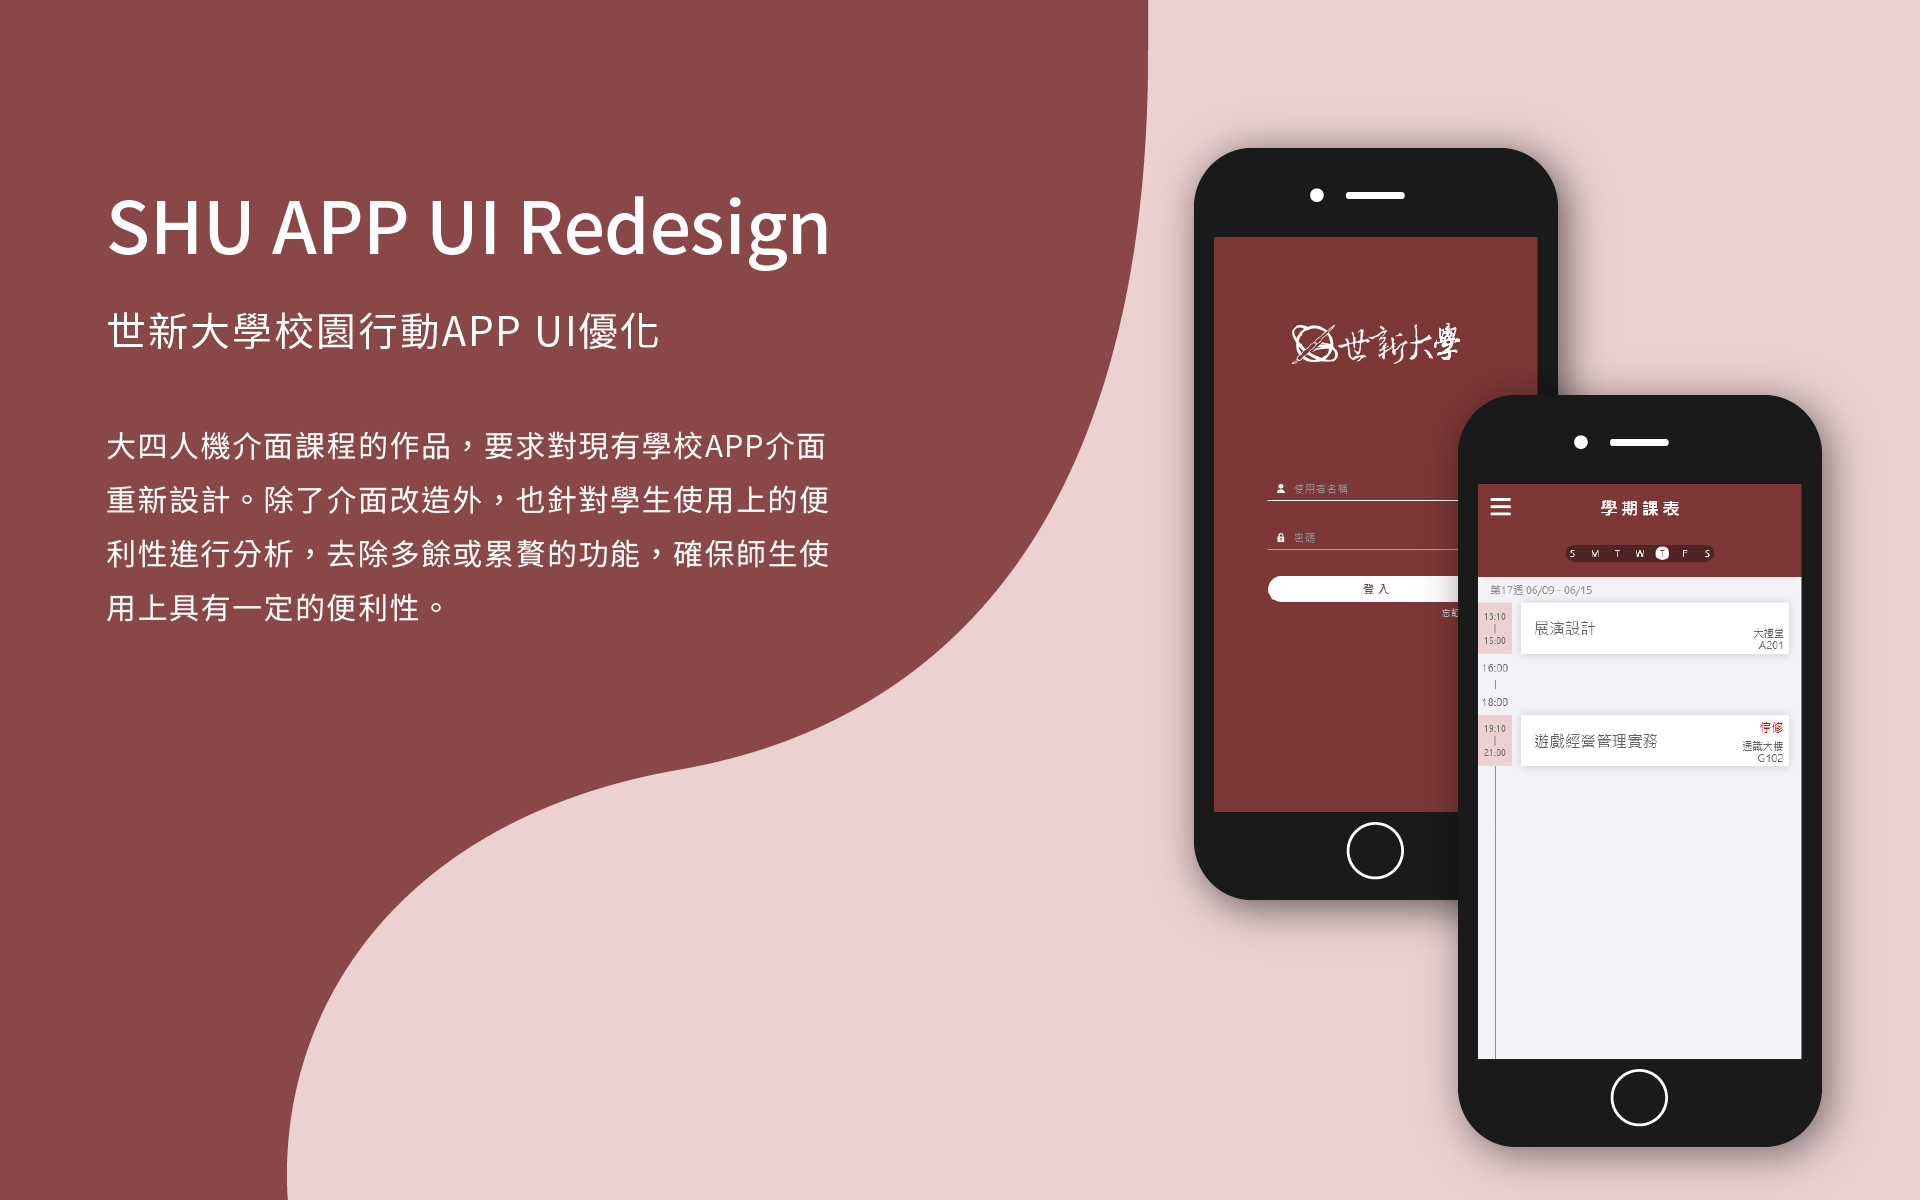 SHU APP UI Redesign
世新大學校園行動APP UI優化
大四人機介面課程的作品，要求對現有學校APP介面
重新設計。除了介面改造外，也針對學生使用上的便
利性進行分析，去除多餘或累贅的功能，確保師生使
用上具有一定的便利性。
世新大學
使用者名稱
密碼
登入
忘記
學期課表
S M T W T F S
第17週 06/09 - 06/15
13:10
|
15:00
展演設計
大禮堂
A201
16:00
|
18:00
19:10
|
21:00
遊戲經營管理實務
停修
通識大樓
G102